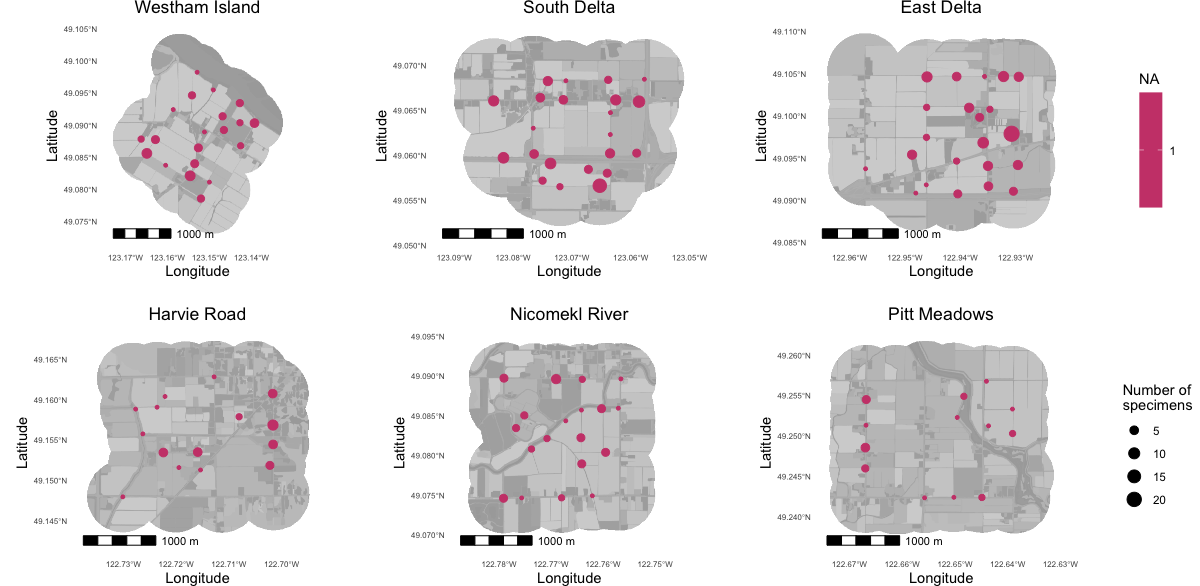 Westham Island
South Delta
East Delta
49.105°N
49.100°N
49.095°N
49.090°N
49.085°N
49.080°N
49.075°N
Latitude
1000 m
123.17°W 123.16°W 123.15°W 123.14°W
Longitude
49.070°N
49.065°N
49.060°N
49.055°N
49.050°N
Latitude
1000 m
123.09°W 123.08°W 123.07°W 123.06°W 123.05°W
Longitude
49.110°N
49.105°N
49.100°N
49.095°N
49.090°N
49.085°N
Latitude
1000 m
122.96°W 122.95°W 122.94°W 122.93°W
Longitude
NA
1
Harvie Road
Nicomekl River
Pitt Meadows
49.165°N
49.160°N
49.155°N
49.150°N
49.145°N
Latitude
1000 m
122.73°W 122.72°W 122.71°W 122.70°W
Longitude
49.095°N
49.090°N
49.085°N
49.080°N
49.075°N
49.070°N
Latitude
1000 m
122.78°W 122.77°W 122.76°W 122.75°W
Longitude
49.260°N
49.255°N
49.250°N
49.245°N
49.240°N
Latitude
1000 m
122.67°W 122.66°W 122.65°W 122.64°W 122.63°W
Longitude
Number of
specimens
5
10
15
20